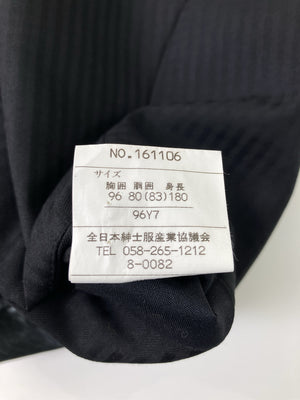 NO.161106
サイズ
胸囲 胴囲 身長
96 80(83)180
96Y7
全日本紳士服産業協議会
TEL 058-265-1212
8-0082